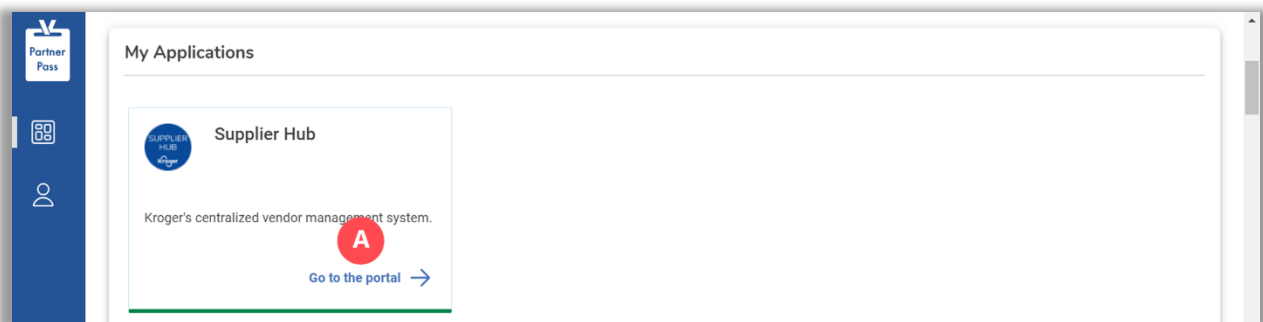 Partner
Pass
My Applications
SUPPLIER
HUB
Kroger
Supplier Hub
Kroger's centralized vendor management system.
A
Go to the portal